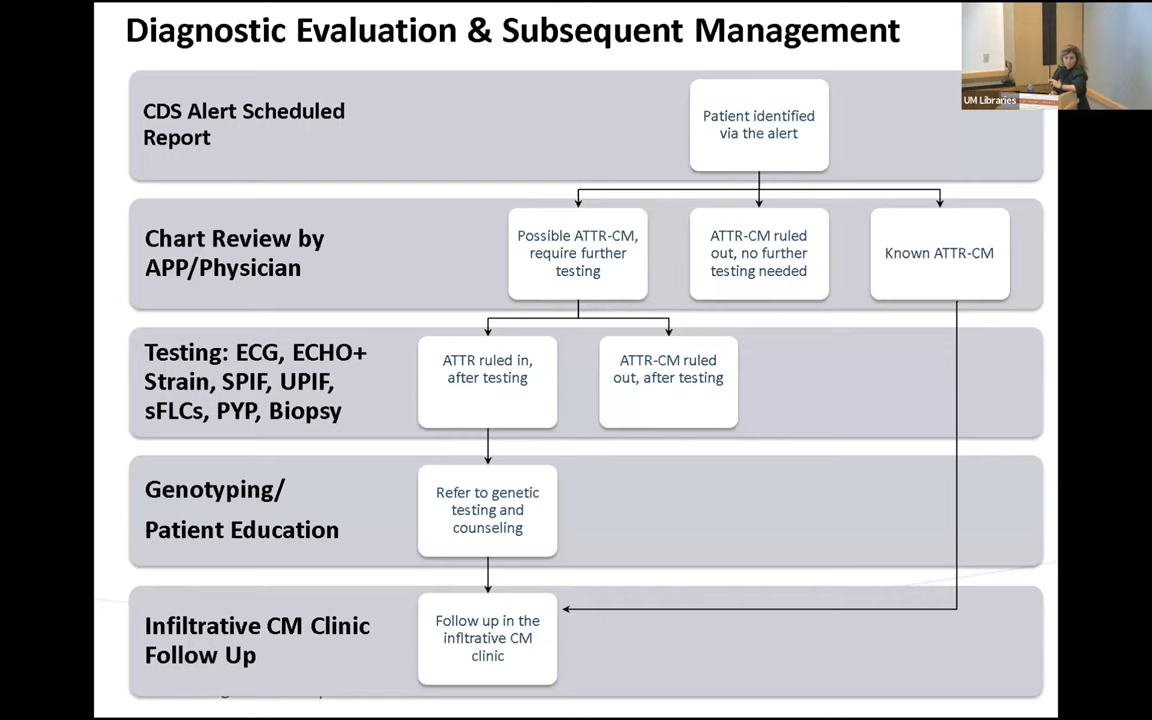 Diagnostic Evaluation & Subsequent Management
UM Libraries
CDS Alert Scheduled
Report
Patient identified
via the alert
Chart Review by
APP/Physician
Possible ATTR-CM,
require further
testing
ATTR-CM ruled
out, no further
testing needed
Known ATTR-CM
Testing: ECG, ECHO+
Strain, SPIF, UPIF,
sFLCs, PYP, Biopsy
ATTR ruled in,
after testing
ATTR-CM ruled
out, after testing
Genotyping/
Patient Education
Refer to genetic
testing and
counseling
Infiltrative CM Clinic
Follow Up
Follow up in the
infltrative CM
clinic